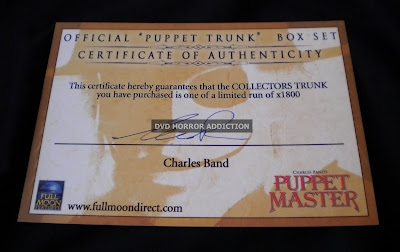 OFFICIAL "PUPPET TRUNK" BOX SET
CERTIFICATE OF AUTHENTICITY
This certificate hereby guarantees that the COLLECTORS TRUNK
you have purchased is one of a limited run of x1800
DVD HORROR ADDICTION
Charles Band
FULL MOON
www.fullmoondirect.com
CHARLES BAND'S
PUPPET
MASTER